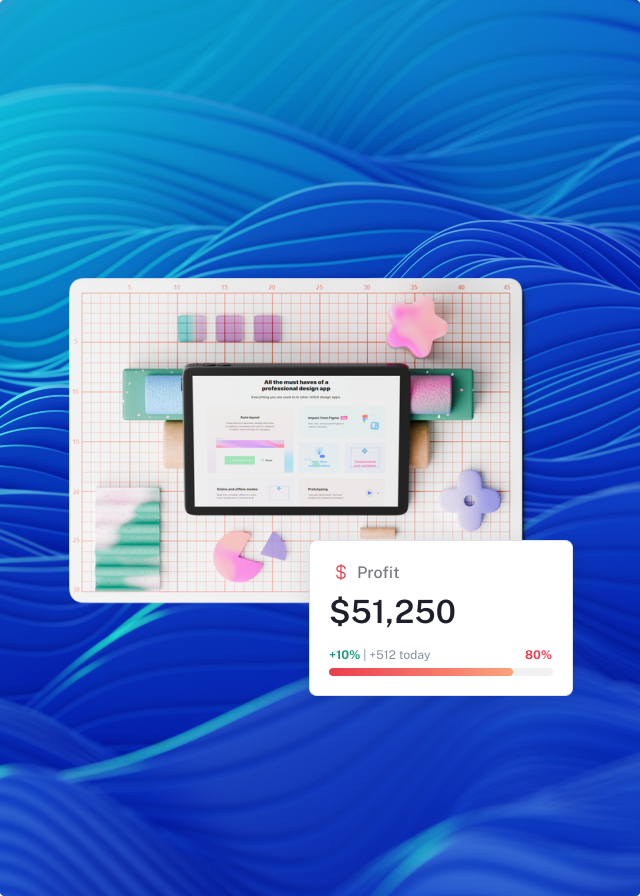 5 10 15 20 25 30 35 40 45
5
10
15
20
25
30
All the must haves of a
professional design app
Everything you are used to in other UI/UX design apps
Auto layout
Import from Figma
Online and offline modes
Prototyping
$ Profit
$51,250
+10% | +512 today 80%